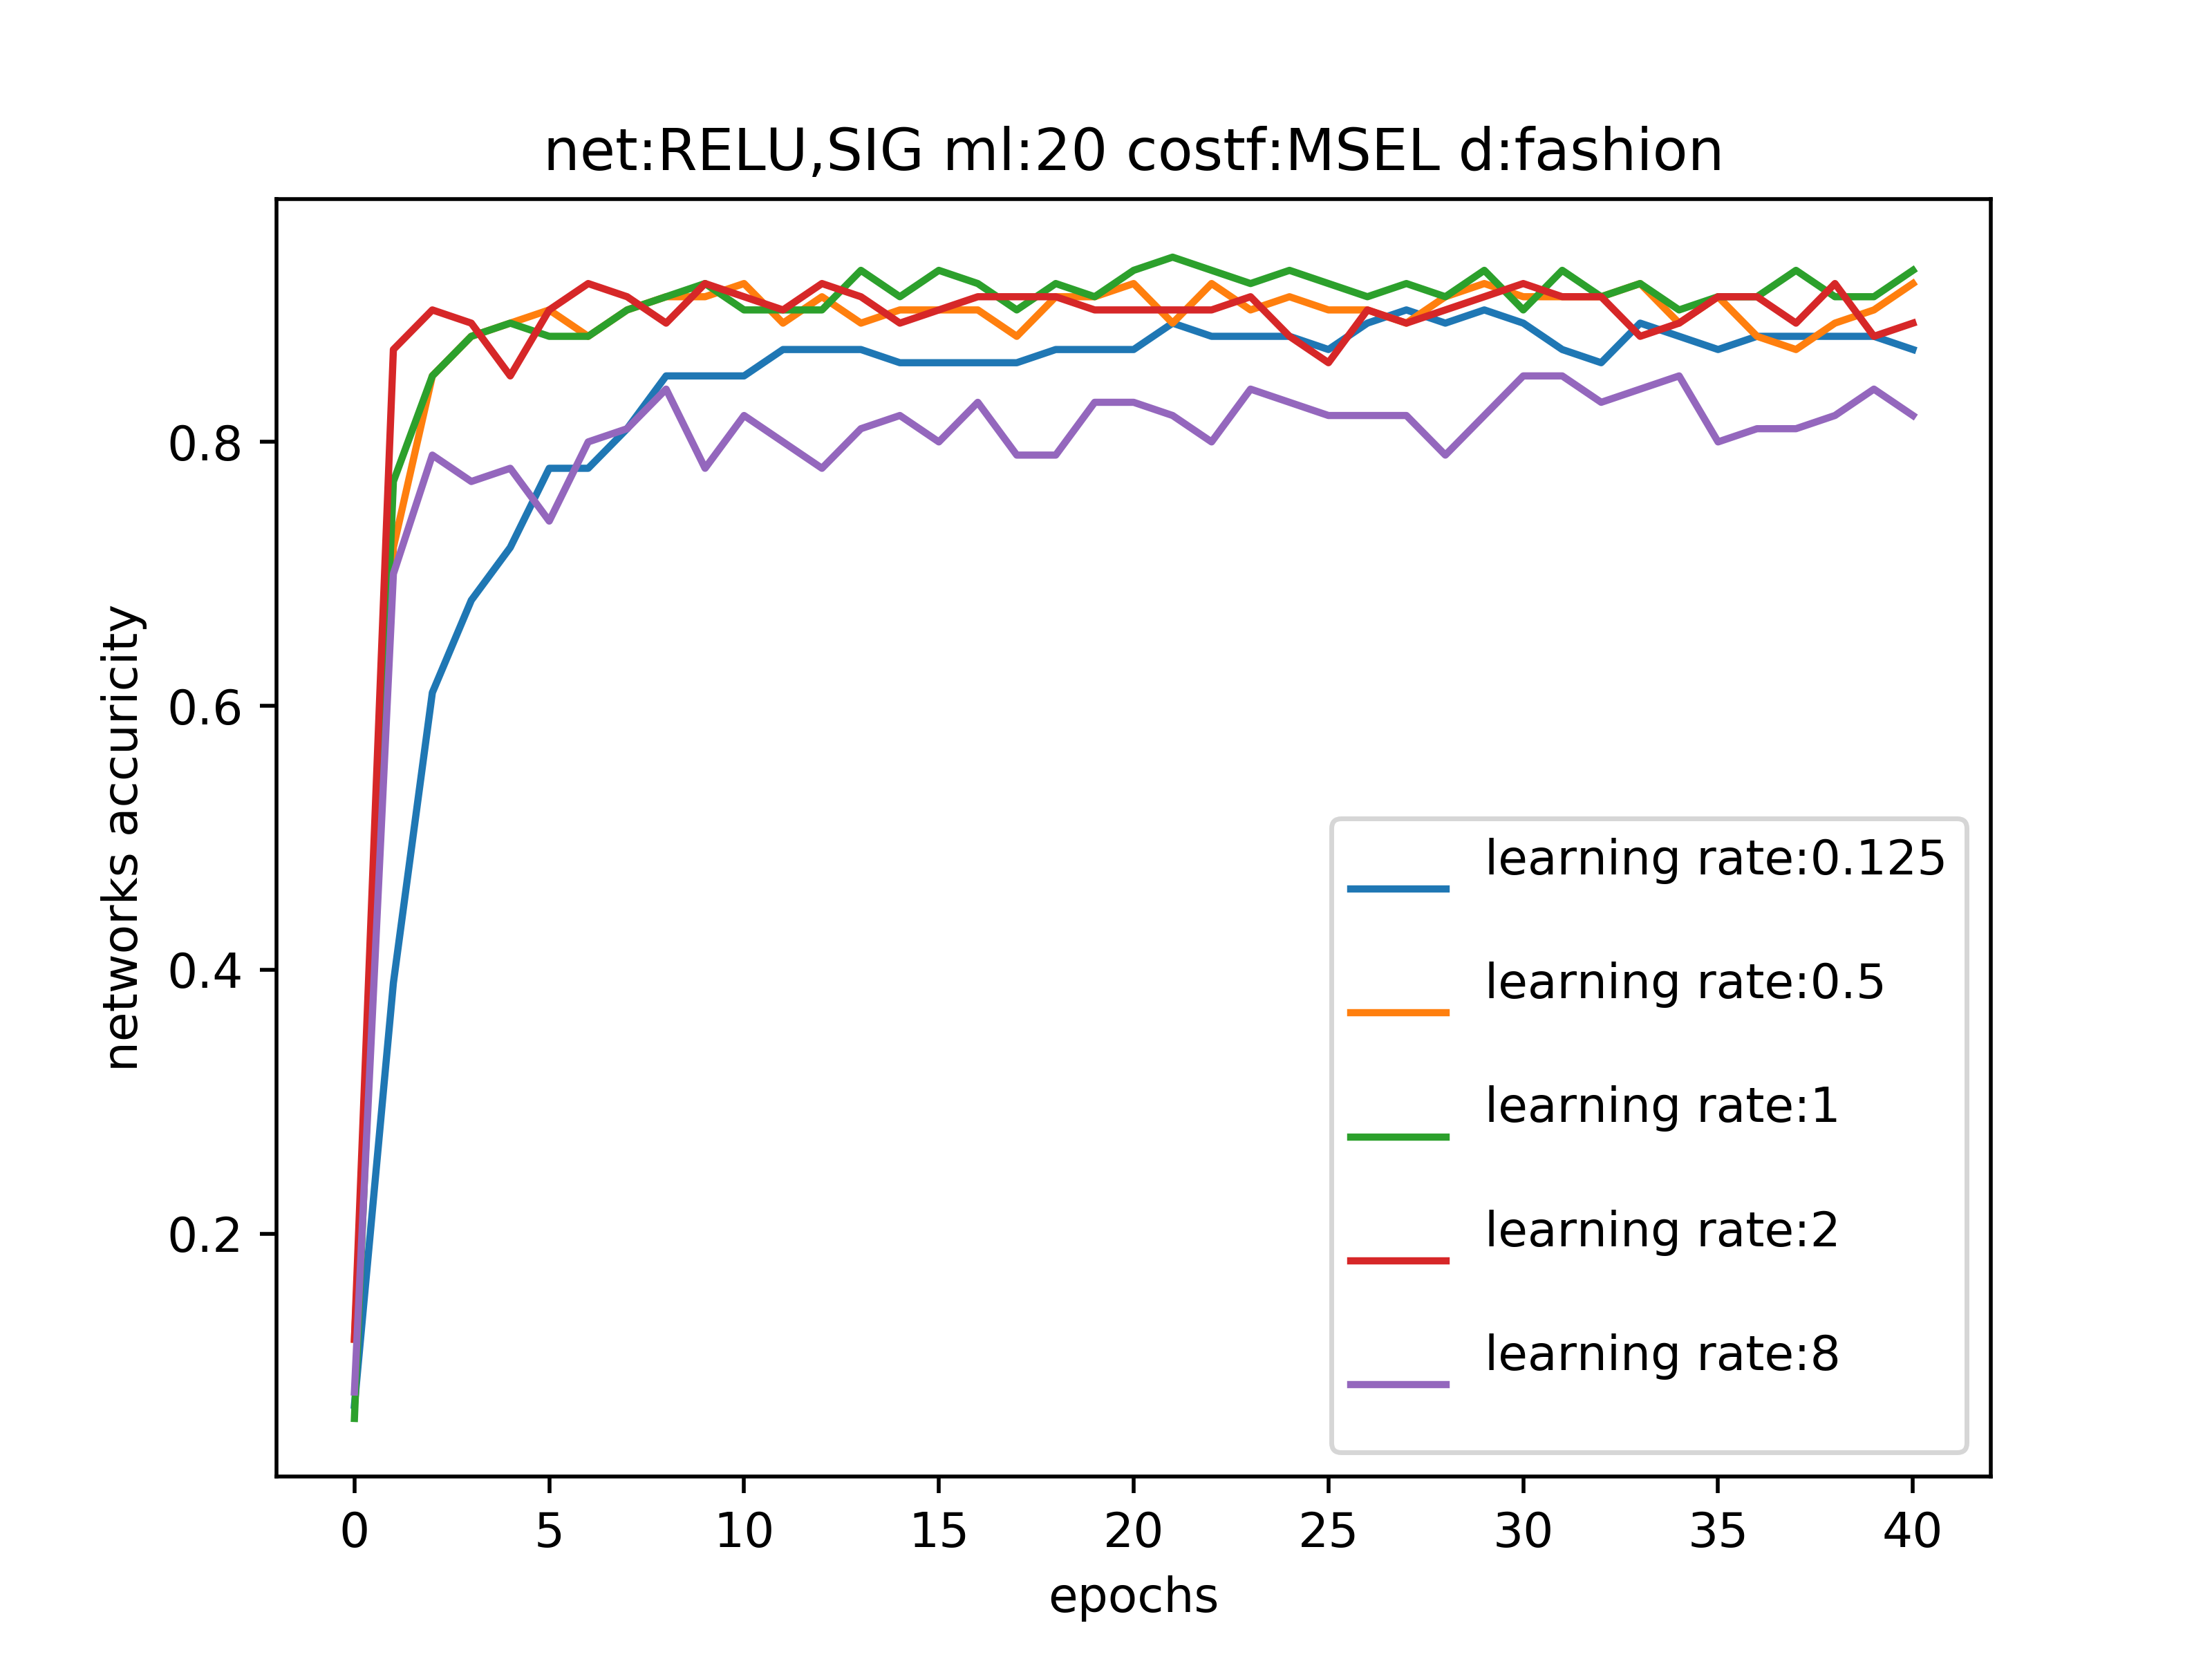 net:RELU,SIG ml:20 costf:MSEL d:fashion
networks accuricity
0.8
0.6
0.4
0.2
learning rate:0.125
learning rate:0.5
learning rate:1
learning rate:2
learning rate:8
0 5 10 15 20 25 30 35 40
epochs